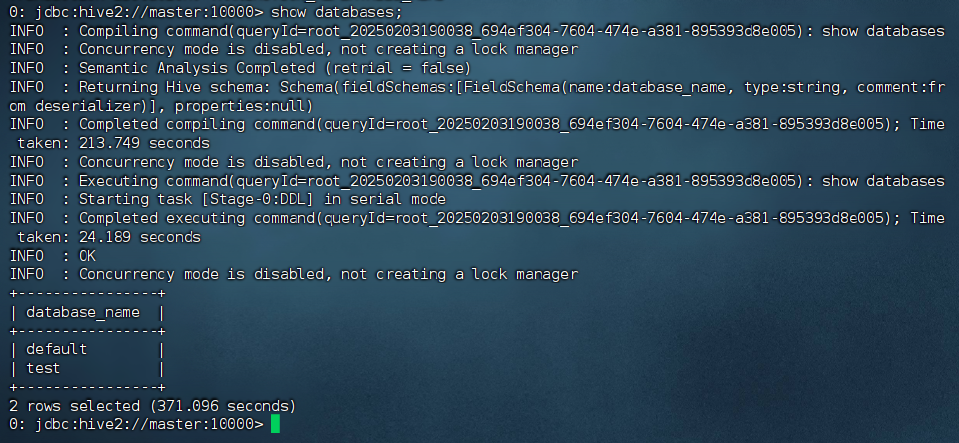 0: jdbc:hive2://master:10000> show databases;
INFO  : Compiling command(queryId=root_20250203190038_694ef304-7604-474e-a381-895393d8e005): show databases
INFO  : Concurrency mode is disabled, not creating a lock manager
INFO  : Semantic Analysis Completed (retrial = false)
INFO  : Returning Hive schema: Schema(fieldSchemas:[FieldSchema(name:database_name, type:string, comment:fr
om deserializer)], properties:null)
INFO  : Completed compiling command(queryId=root_20250203190038_694ef304-7604-474e-a381-895393d8e005); Time
 taken: 213.749 seconds
INFO  : Concurrency mode is disabled, not creating a lock manager
INFO  : Executing command(queryId=root_20250203190038_694ef304-7604-474e-a381-895393d8e005): show databases
INFO  : Starting task [Stage-0:DDL] in serial mode
INFO  : Completed executing command(queryId=root_20250203190038_694ef304-7604-474e-a381-895393d8e005); Time
 taken: 24.189 seconds
INFO  : OK
INFO  : Concurrency mode is disabled, not creating a lock manager
+----------------+
| database_name  |
+----------------+
| default        |
| test           |
+----------------+
2 rows selected (371.096 seconds)
0: jdbc:hive2://master:10000>